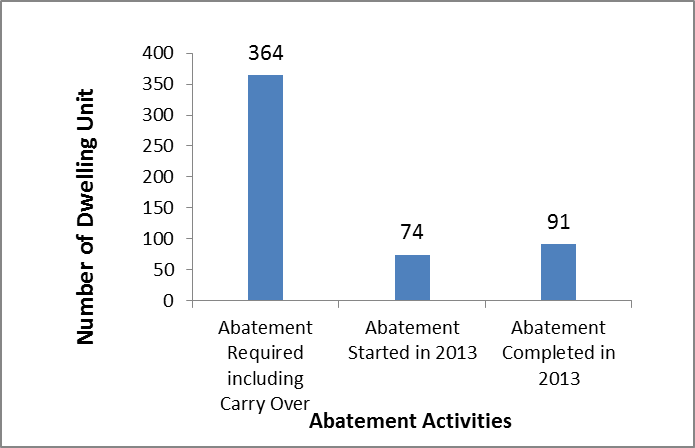 Number of Dwelling Unit
400
350
300
250
200
150
100
50
0
364
74
91
Abatement
Required
including
Carry Over
Abatement
Started in 2013
Abatement
Completed in
2013
Abatement Activities